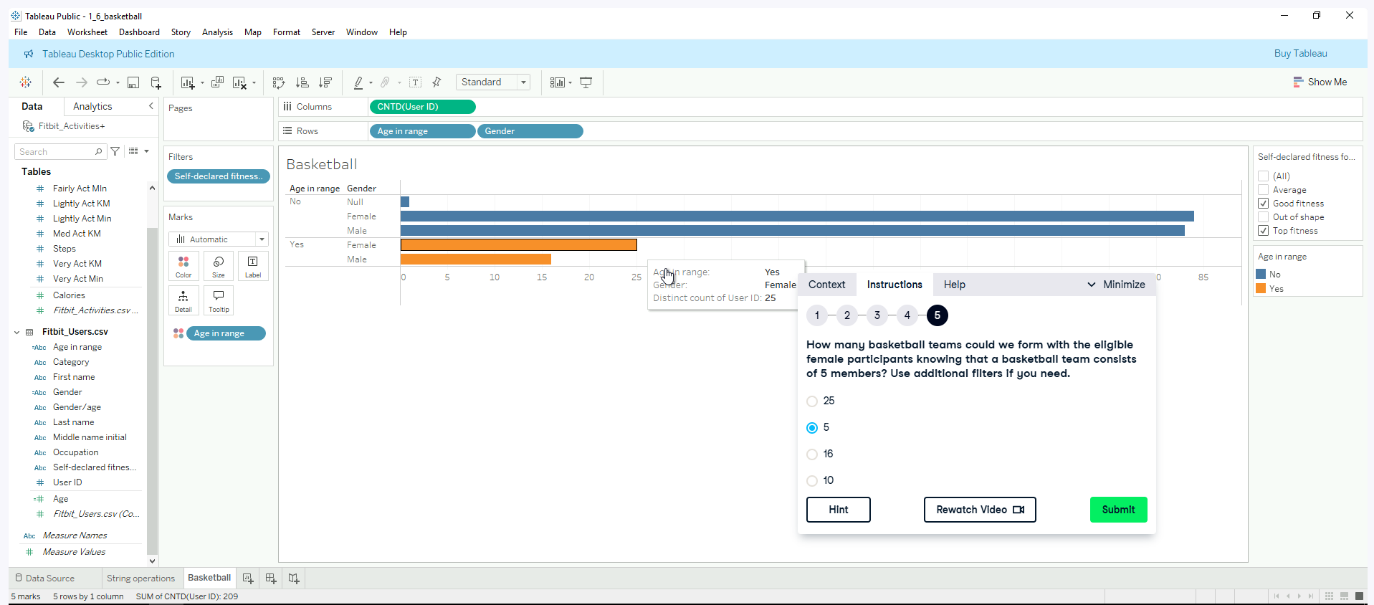 Tableau Public - 1_6_basketball
File Data Worksheet Dashboard Story Analysis Map Format Server Window Help
Tableau Desktop Public Edition
Buy Tableau
Standard
Show Me
Data Analytics
Fitbit_Activities+
Search
Tables
# Fairly Act MIn
# Lightly Act KM
# Lightly Act Min
# Med Act KM
# Steps
# Very Act KM
# Very Act Min
# Calories
# Fitbit_Activities.csv ...
Fitbit_Users.csv
=Abc Age in range
Abc Category
Abc First name
=Abc Gender
Abc Gender/age
Abc Last name
Abc Middle name initial
Abc Occupation
Abc Self-declared fitnes...
# User ID
=# Age
# Fitbit_Users.csv (Co...
Abc Measure Names
# Measure Values
Pages
Filters
Self-declared fitness..
Marks
Automatic
Color Size Label
Detail Tooltip
Age in range
Columns
CNTD(User ID)
Rows
Age in range Gender
Basketball
Age in range Gender
No Null
Female
Male
Yes Female
Male
0 5 10 15 20 25
0 85
Age in range: Yes
Gender: Female
Distinct count of User ID: 25
Context Instructions Help Minimize
1 2 3 4 5
How many basketball teams could we form with the eligible
female participants knowing that a basketball team consists
of 5 members? Use additional filters if you need.
25
5
16
10
Hint Rewatch Video Submit
Self-declared fitness fo...
(All)
Average
Good fitness
Out of shape
Top fitness
Age in range
No
Yes
Data Source String operations Basketball
5 marks 5 rows by 1 column SUM of CNTD(User ID): 209